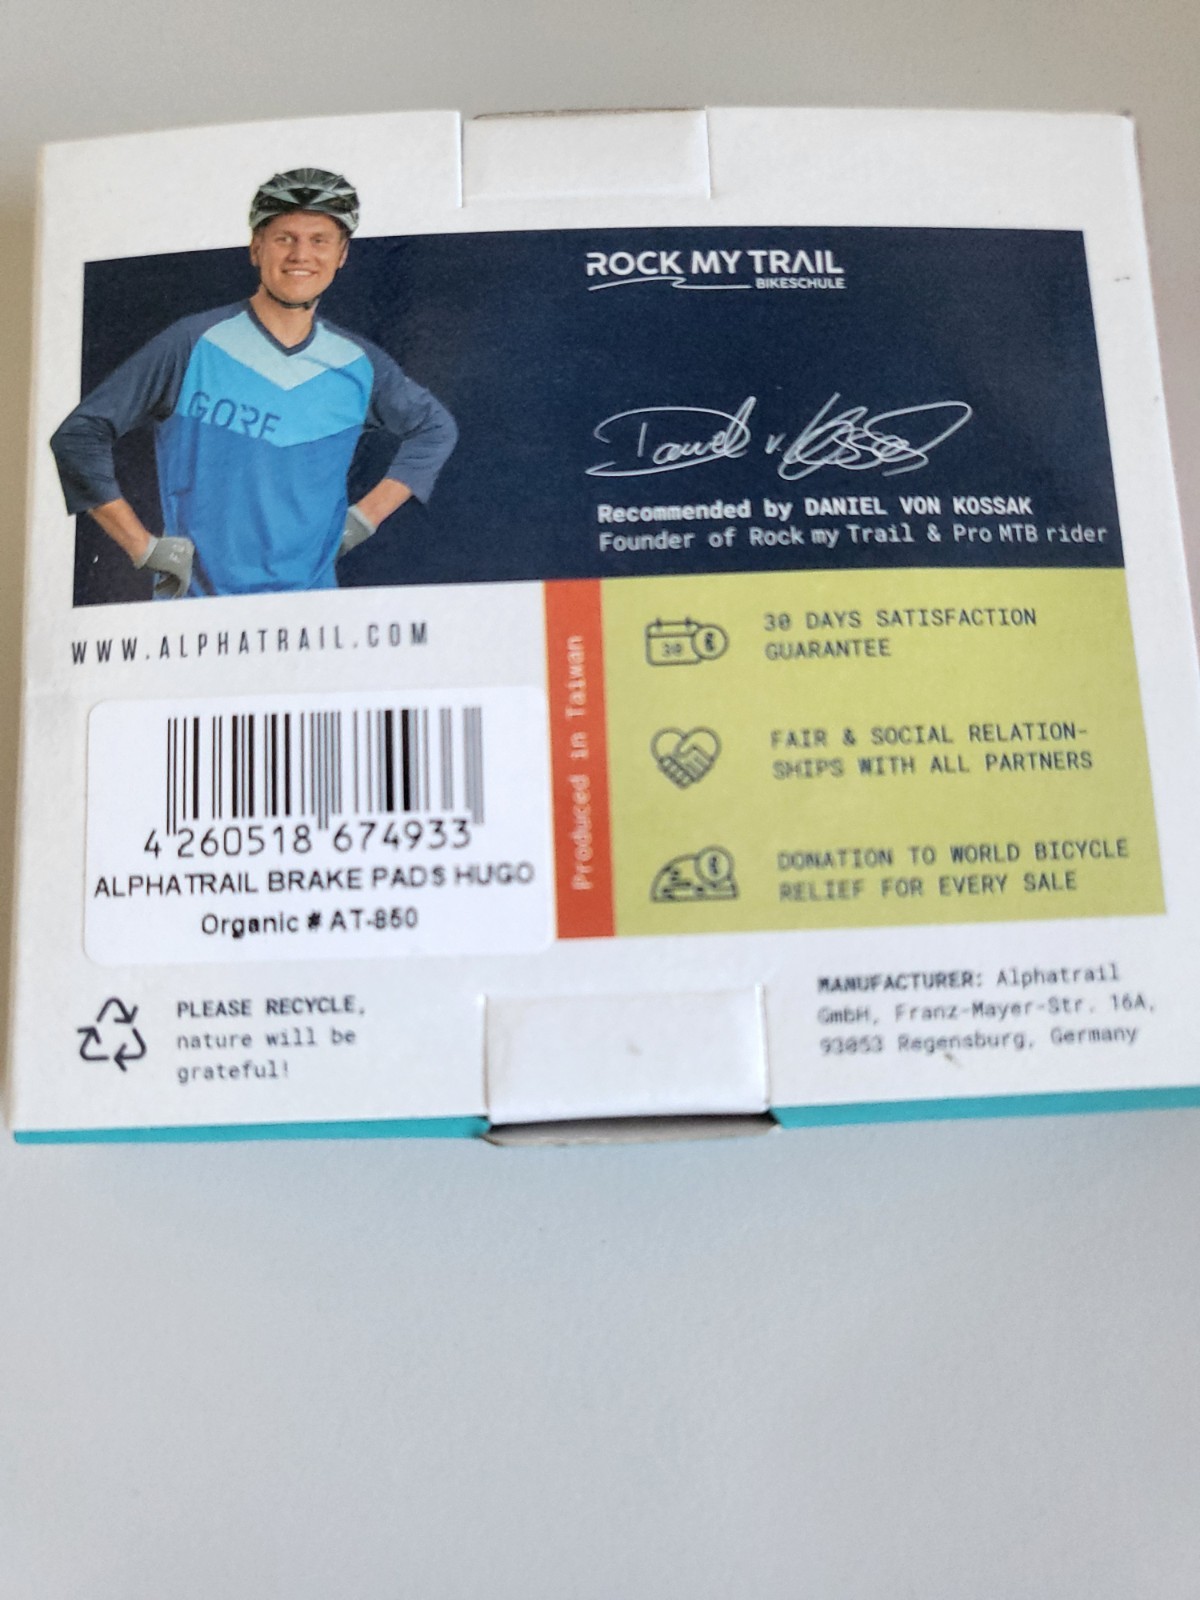 ROCK MY TRAIL
BIKESCHULE
GORE
Daniel v. Kossak
Recommended by DANIEL VON KOSSAK
Founder of Rock my Trail & Pro MTB rider
WWW.ALPHATRAIL.COM
Produced in Taiwan
30
30 DAYS SATISFACTION
GUARANTEE
FAIR & SOCIAL RELATION-
SHIPS WITH ALL PARTNERS
DONATION TO WORLD BICYCLE
RELIEF FOR EVERY SALE
4 260518 674933
ALPHATRAIL BRAKE PADS HUGO
Organic # AT-850
PLEASE RECYCLE,
nature will be
grateful!
MANUFACTURER: Alphatrail
GmbH, Franz-Mayer-Str. 16A,
93053 Regensburg, Germany